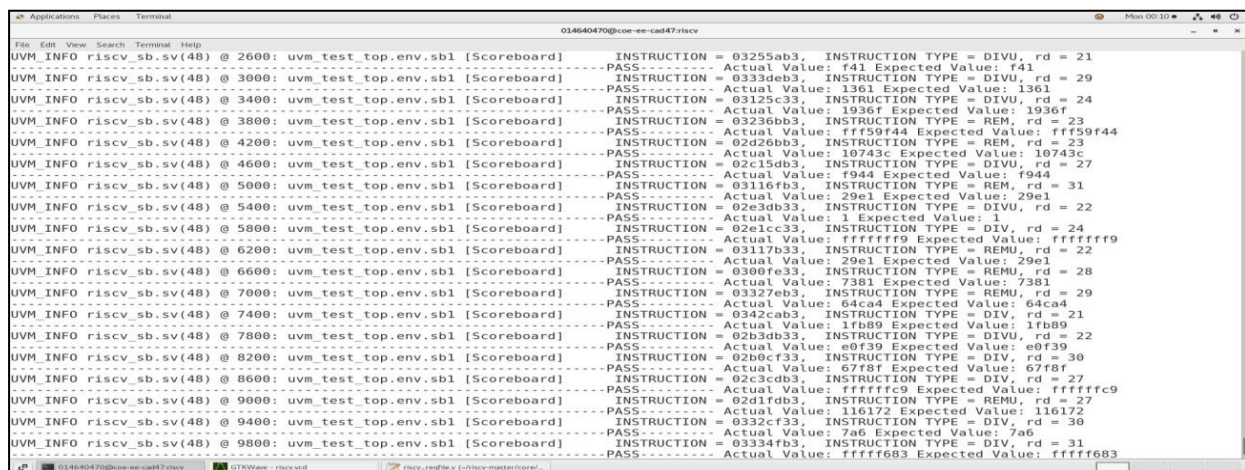 Applications Places Terminal Mon 00:10
014640470@coe-ee-cad47:riscv
File Edit View Search Terminal Help
UVM_INFO riscv_sb.sv(48) @ 2600: uvm_test_top.env.sb1 [Scoreboard] INSTRUCTION = 03255ab3, INSTRUCTION TYPE = DIVU, rd = 21
----------PASS--------- Actual Value: f41 Expected Value: f41
UVM_INFO riscv_sb.sv(48) @ 3000: uvm_test_top.env.sb1 [Scoreboard] INSTRUCTION = 0333deb3, INSTRUCTION TYPE = DIVU, rd = 29
----------PASS--------- Actual Value: 1361 Expected Value: 1361
UVM_INFO riscv_sb.sv(48) @ 3400: uvm_test_top.env.sb1 [Scoreboard] INSTRUCTION = 03125c33, INSTRUCTION TYPE = DIVU, rd = 24
----------PASS--------- Actual Value: 1936f Expected Value: 1936f
UVM_INFO riscv_sb.sv(48) @ 3800: uvm_test_top.env.sb1 [Scoreboard] INSTRUCTION = 03236bb3, INSTRUCTION TYPE = REM, rd = 23
----------PASS--------- Actual Value: fff59f44 Expected Value: fff59f44
UVM_INFO riscv_sb.sv(48) @ 4200: uvm_test_top.env.sb1 [Scoreboard] INSTRUCTION = 02d26bb3, INSTRUCTION TYPE = REM, rd = 23
----------PASS--------- Actual Value: 10743c Expected Value: 10743c
UVM_INFO riscv_sb.sv(48) @ 4600: uvm_test_top.env.sb1 [Scoreboard] INSTRUCTION = 02c15db3, INSTRUCTION TYPE = DIVU, rd = 27
----------PASS--------- Actual Value: f944 Expected Value: f944
UVM_INFO riscv_sb.sv(48) @ 5000: uvm_test_top.env.sb1 [Scoreboard] INSTRUCTION = 03116fb3, INSTRUCTION TYPE = REM, rd = 31
----------PASS--------- Actual Value: 29e1 Expected Value: 29e1
UVM_INFO riscv_sb.sv(48) @ 5400: uvm_test_top.env.sb1 [Scoreboard] INSTRUCTION = 02e3db33, INSTRUCTION TYPE = DIVU, rd = 22
----------PASS--------- Actual Value: 1 Expected Value: 1
UVM_INFO riscv_sb.sv(48) @ 5800: uvm_test_top.env.sb1 [Scoreboard] INSTRUCTION = 02e1cc33, INSTRUCTION TYPE = DIV, rd = 24
----------PASS--------- Actual Value: fffffff9 Expected Value: fffffff9
UVM_INFO riscv_sb.sv(48) @ 6200: uvm_test_top.env.sb1 [Scoreboard] INSTRUCTION = 03117b33, INSTRUCTION TYPE = REMU, rd = 22
----------PASS--------- Actual Value: 29e1 Expected Value: 29e1
UVM_INFO riscv_sb.sv(48) @ 6600: uvm_test_top.env.sb1 [Scoreboard] INSTRUCTION = 0300fe33, INSTRUCTION TYPE = REMU, rd = 28
----------PASS--------- Actual Value: 7381 Expected Value: 7381
UVM_INFO riscv_sb.sv(48) @ 7000: uvm_test_top.env.sb1 [Scoreboard] INSTRUCTION = 03327eb3, INSTRUCTION TYPE = REMU, rd = 29
----------PASS--------- Actual Value: 64ca4 Expected Value: 64ca4
UVM_INFO riscv_sb.sv(48) @ 7400: uvm_test_top.env.sb1 [Scoreboard] INSTRUCTION = 0342cab3, INSTRUCTION TYPE = DIV, rd = 21
----------PASS--------- Actual Value: 1fb89 Expected Value: 1fb89
UVM_INFO riscv_sb.sv(48) @ 7800: uvm_test_top.env.sb1 [Scoreboard] INSTRUCTION = 02b3db33, INSTRUCTION TYPE = DIVU, rd = 22
----------PASS--------- Actual Value: e0f39 Expected Value: e0f39
UVM_INFO riscv_sb.sv(48) @ 8200: uvm_test_top.env.sb1 [Scoreboard] INSTRUCTION = 02b0cf33, INSTRUCTION TYPE = DIV, rd = 30
----------PASS--------- Actual Value: 67f8f Expected Value: 67f8f
UVM_INFO riscv_sb.sv(48) @ 8600: uvm_test_top.env.sb1 [Scoreboard] INSTRUCTION = 02c3cdb3, INSTRUCTION TYPE = DIV, rd = 27
----------PASS--------- Actual Value: ffffffc9 Expected Value: ffffffc9
UVM_INFO riscv_sb.sv(48) @ 9000: uvm_test_top.env.sb1 [Scoreboard] INSTRUCTION = 02d1fdb3, INSTRUCTION TYPE = REMU, rd = 27
----------PASS--------- Actual Value: 116172 Expected Value: 116172
UVM_INFO riscv_sb.sv(48) @ 9400: uvm_test_top.env.sb1 [Scoreboard] INSTRUCTION = 0332cf33, INSTRUCTION TYPE = DIV, rd = 30
----------PASS--------- Actual Value: 7a6 Expected Value: 7a6
UVM_INFO riscv_sb.sv(48) @ 9800: uvm_test_top.env.sb1 [Scoreboard] INSTRUCTION = 03334fb3, INSTRUCTION TYPE = DIV, rd = 31
----------PASS--------- Actual Value: fffff683 Expected Value: fffff683
014640470@coe-ee-cad47:riscv GTKWave - riscv.vcd riscv_regfile.v (~/riscv-master/core/...